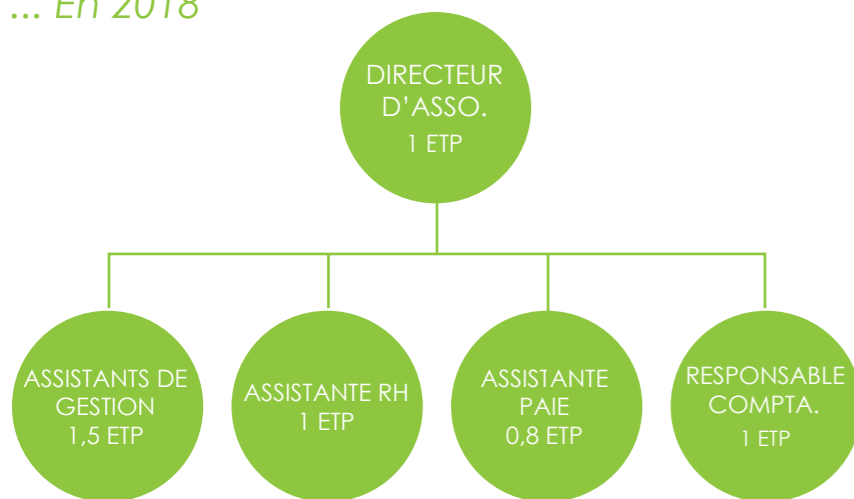 ... En 2018
DIRECTEUR
D'ASSO.
1 ETP
ASSISTANTS DE
GESTION
1,5 ETP
ASSISTANTE RH
1 ETP
ASSISTANTE
PAIE
0,8 ETP
RESPONSABLE
COMPTA.
1 ETP